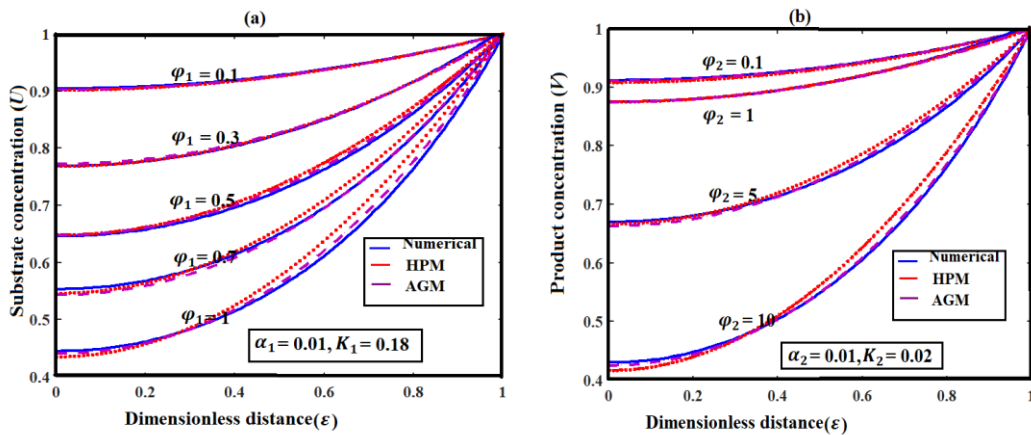 (a)
Substrate concentration (U)
1
0.9
0.8
0.7
0.6
0.5
0.4
φ₁ = 0.1
φ₁ = 0.3
φ₁ = 0.5
φ₁ = 0.7
φ₁ = 1
Numerical
HPM
AGM
α₁ = 0.01, K₁ = 0.18
0
0.2
0.4
0.6
0.8
1
Dimensionless distance(ε)
(b)
Product concentration (V)
1
0.9
0.8
0.7
0.6
0.5
0.4
φ₂ = 0.1
φ₂ = 1
φ₂ = 5
φ₂ = 10
Numerical
HPM
AGM
α₂ = 0.01, K₂ = 0.02
0
0.2
0.4
0.6
0.8
1
Dimensionless distance(ε)